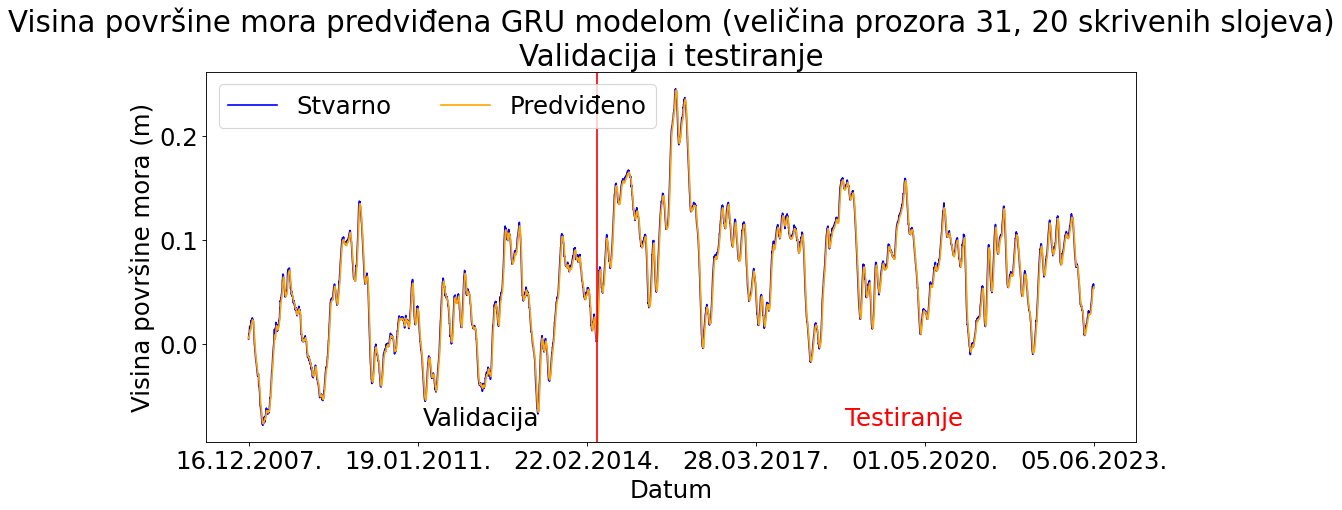 Visina površine mora predviđena GRU modelom (veličina prozora 31, 20 skrivenih slojeva)
Validacija i testiranje
Stvarno
Predviđeno
Visina površine mora (m)
0.2
0.1
0.0
Validacija
Testiranje
16.12.2007.
19.01.2011.
22.02.2014.
28.03.2017.
01.05.2020.
05.06.2023.
Datum